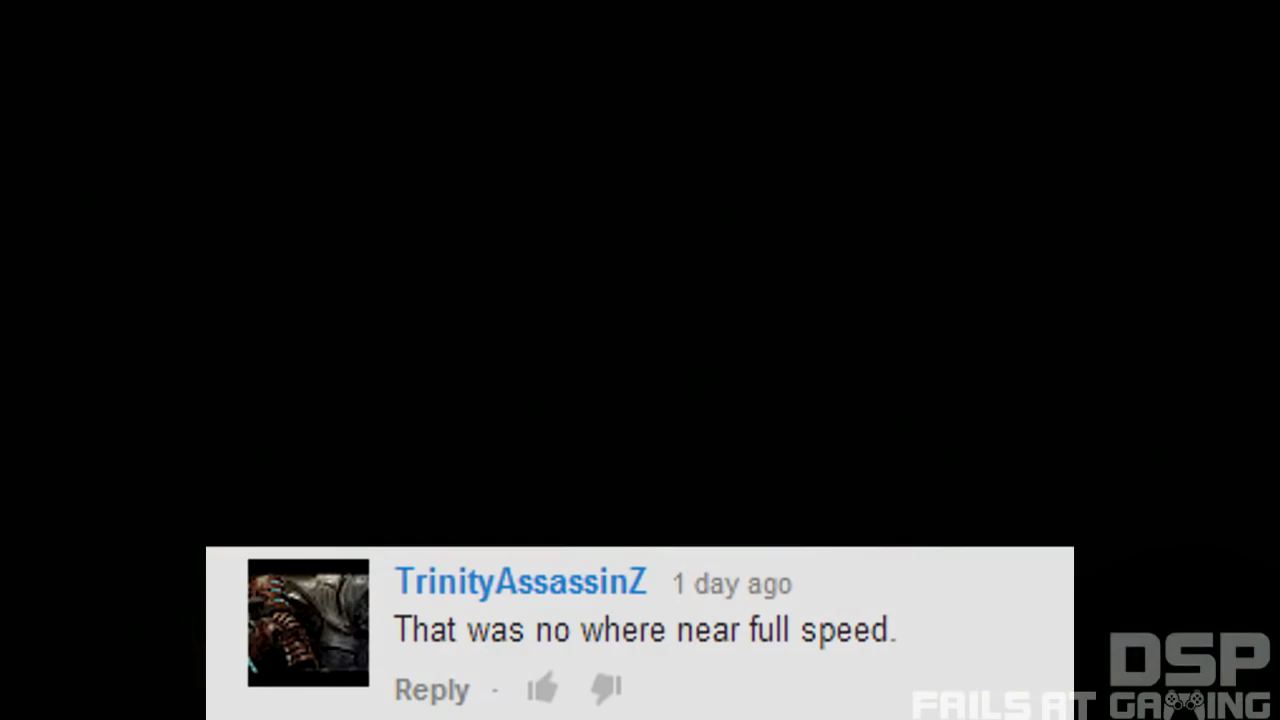 TrinityAssassinZ 1 day ago
That was no where near full speed.
Reply ·
DSP
FAILS AT GAMING